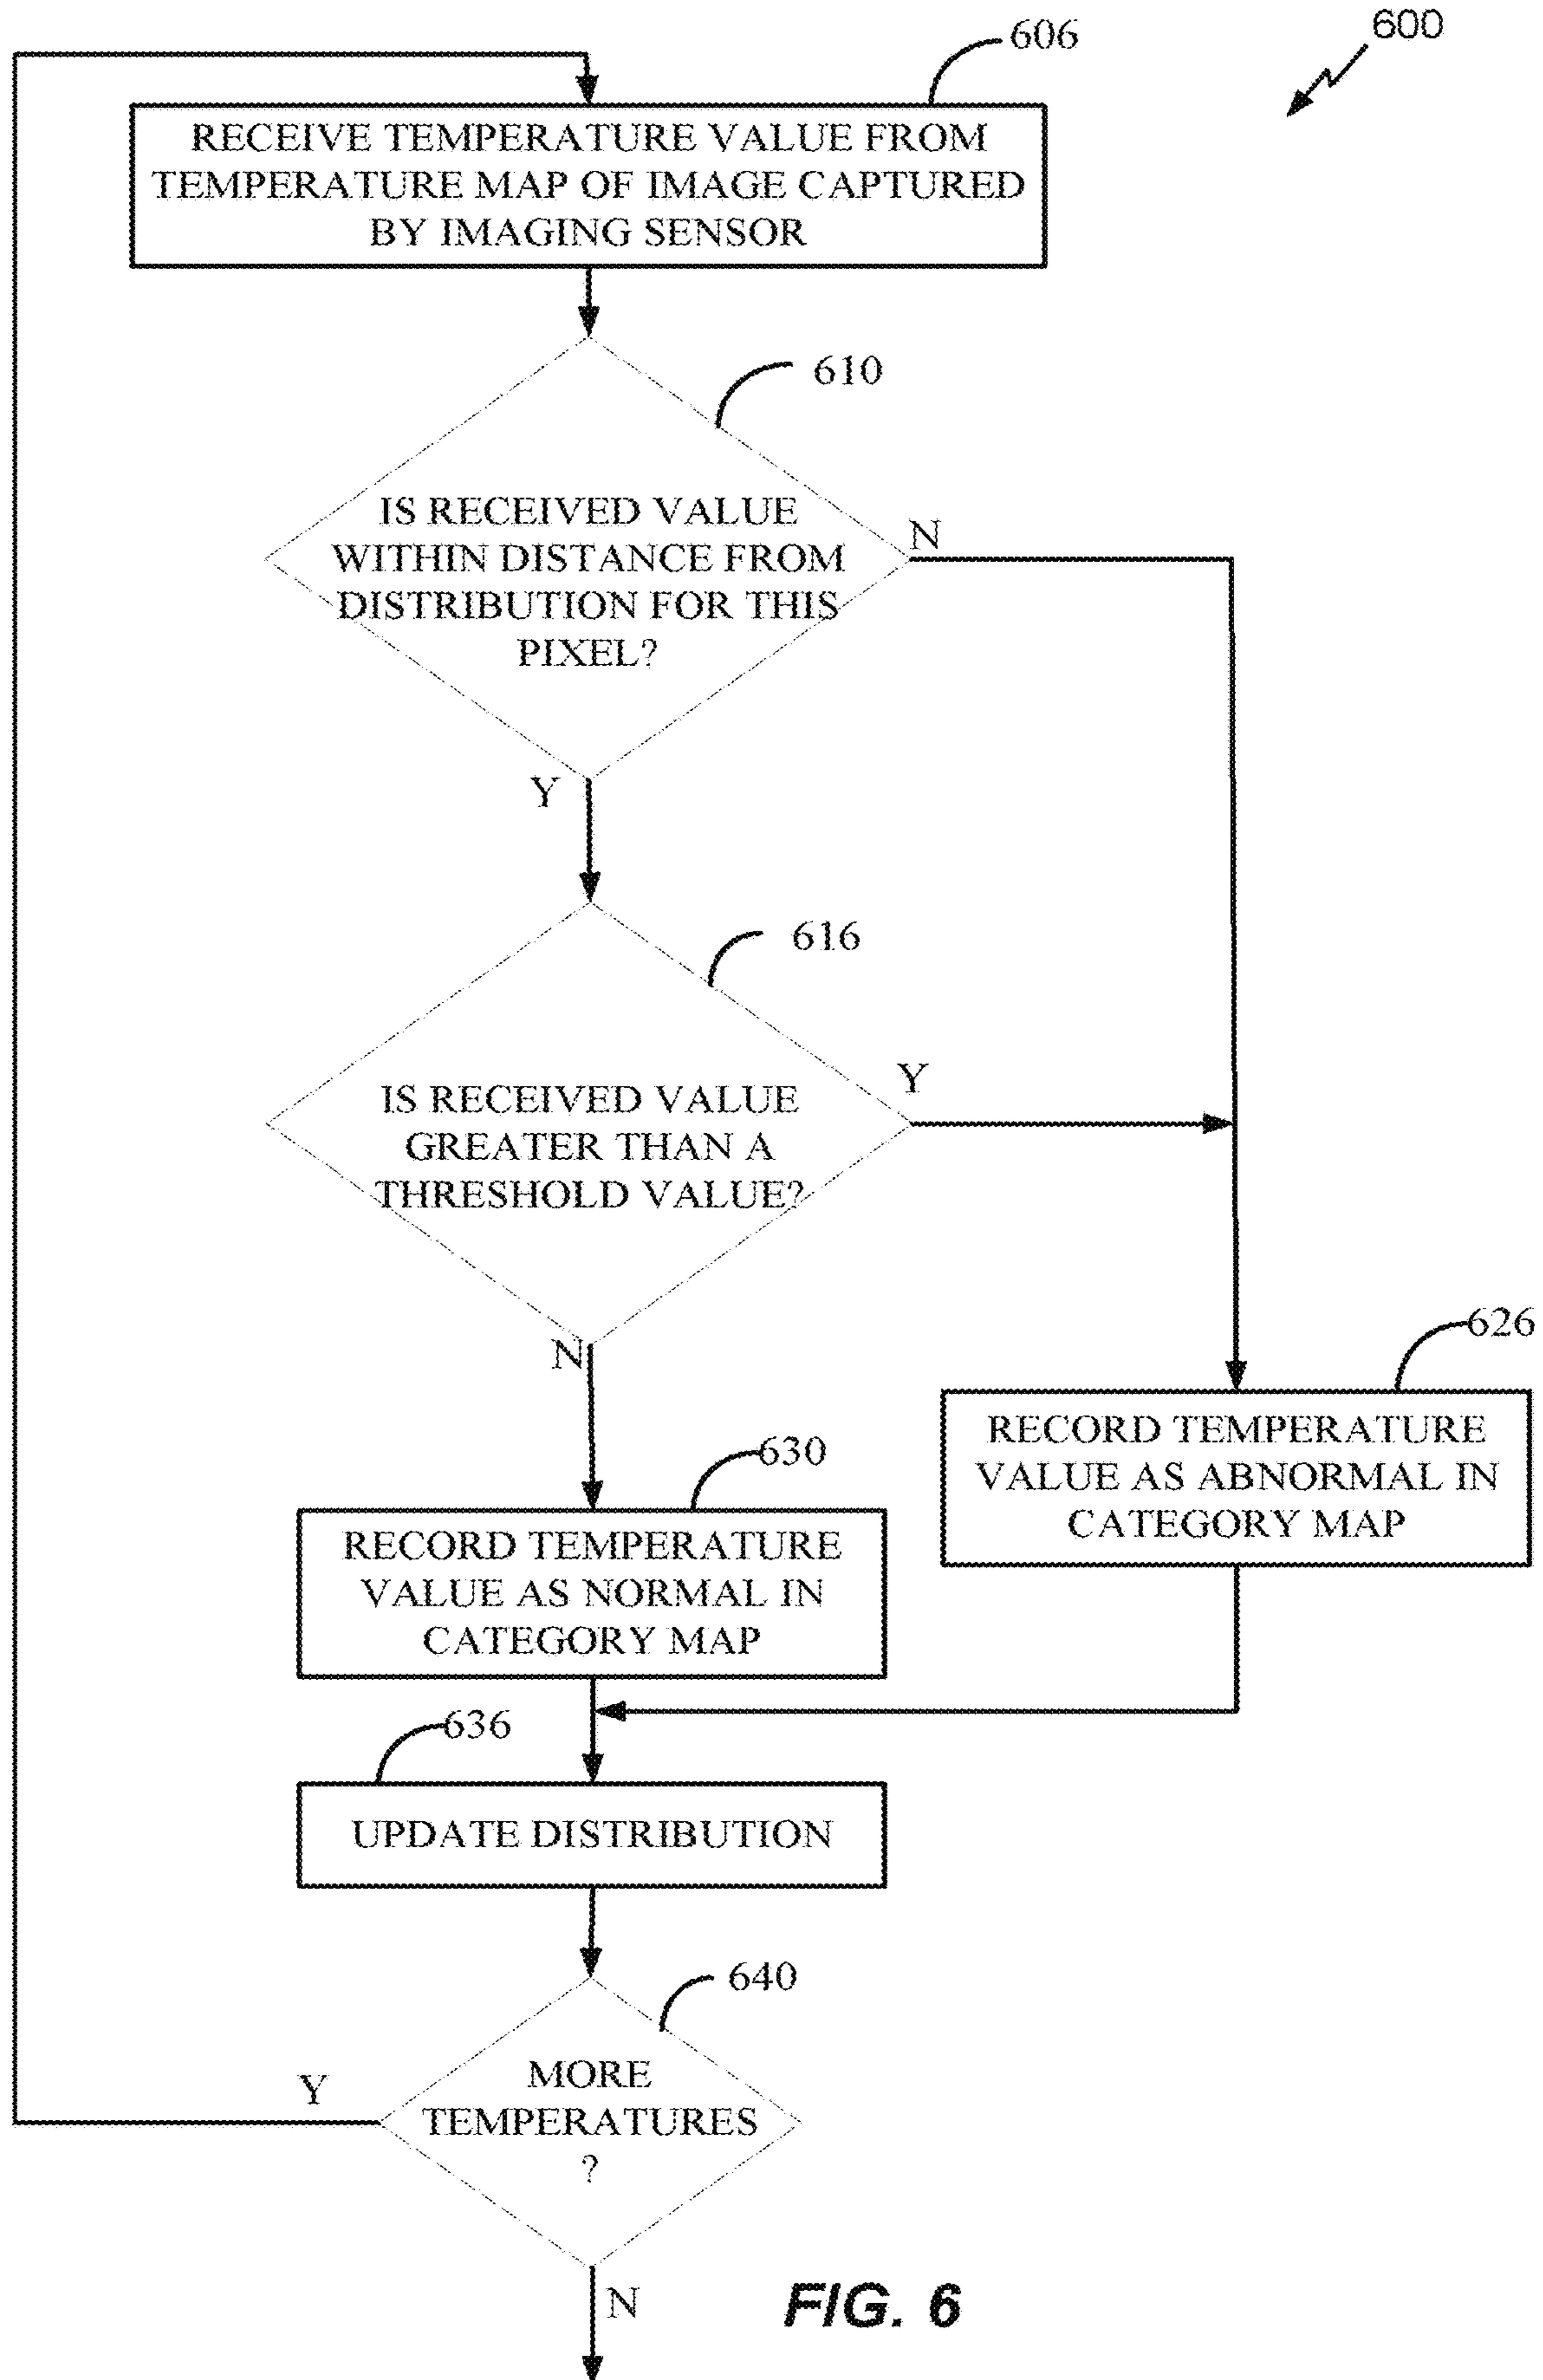 600
606
RECEIVE TEMPERATURE VALUE FROM
TEMPERATURE MAP OF IMAGE CAPTURED
BY IMAGING SENSOR
610
IS RECEIVED VALUE
WITHIN DISTANCE FROM
DISTRIBUTION FOR THIS
PIXEL?
N
Y
616
IS RECEIVED VALUE
GREATER THAN A
THRESHOLD VALUE?
Y
N
626
RECORD TEMPERATURE
VALUE AS ABNORMAL IN
CATEGORY MAP
630
RECORD TEMPERATURE
VALUE AS NORMAL IN
CATEGORY MAP
636
UPDATE DISTRIBUTION
640
MORE
TEMPERATURES
?
Y
N
FIG. 6